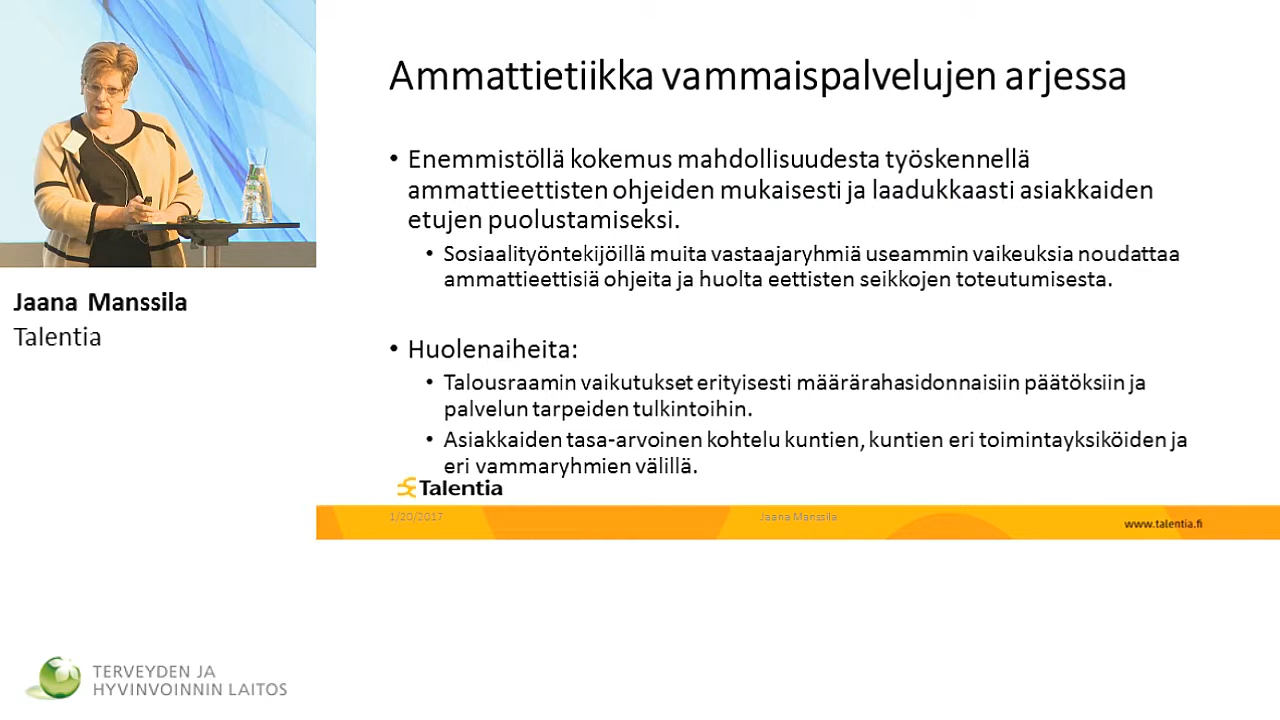 Ammattietiikka vammaispalvelujen arjessa
• Enemmistöllä kokemus mahdollisuudesta työskennellä
ammattieettisten ohjeiden mukaisesti ja laadukkaasti asiakkaiden
etujen puolustamiseksi.
• Sosiaalityöntekijöillä muita vastaajaryhmiä useammin vaikeuksia noudattaa
ammattieettisiä ohjeita ja huolta eettisten seikkojen toteutumisesta.
• Huolenaiheita:
• Talousraamin vaikutukset erityisesti määrärahasidonnaisiin päätöksiin ja
palvelun tarpeiden tulkintoihin.
• Asiakkaiden tasa-arvoinen kohtelu kuntien, kuntien eri toimintayksiköiden ja
eri vammaryhmien välillä.
Talentia
1/20/2017
Jaana Manssila
www.talentia.fi
Jaana Manssila
Talentia
TERVEYDEN JA
HYVINVOINNIN LAITOS